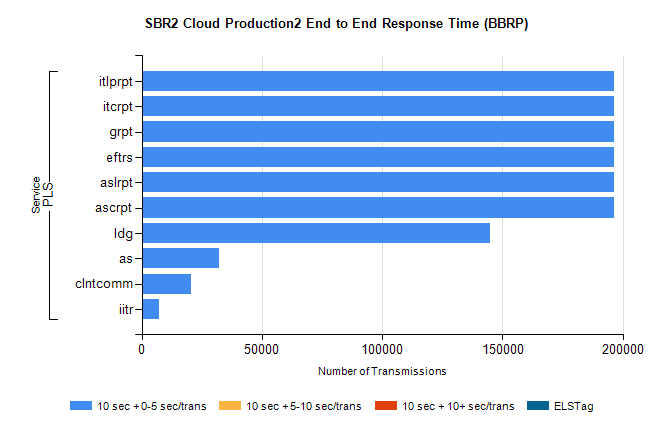 SBR2 Cloud Production2 End to End Response Time (BBRP)
Service
PLS
itlprpt
itcrpt
grpt
eftrs
aslrpt
ascrpt
ldg
as
clntcomm
iitr
0 50000 100000 150000 200000
Number of Transmissions
10 sec +0-5 sec/trans 10 sec +5-10 sec/trans 10 sec + 10+ sec/trans ELSTag